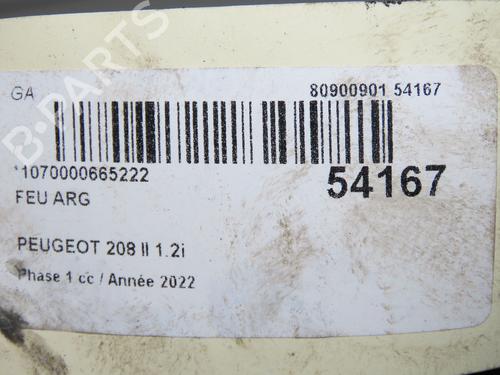 B-PARTS
GA
80900901 54167
*1070000665222
54167
FEU ARG
PEUGEOT 208 II 1.2i
Phase 1 cc / Année 2022